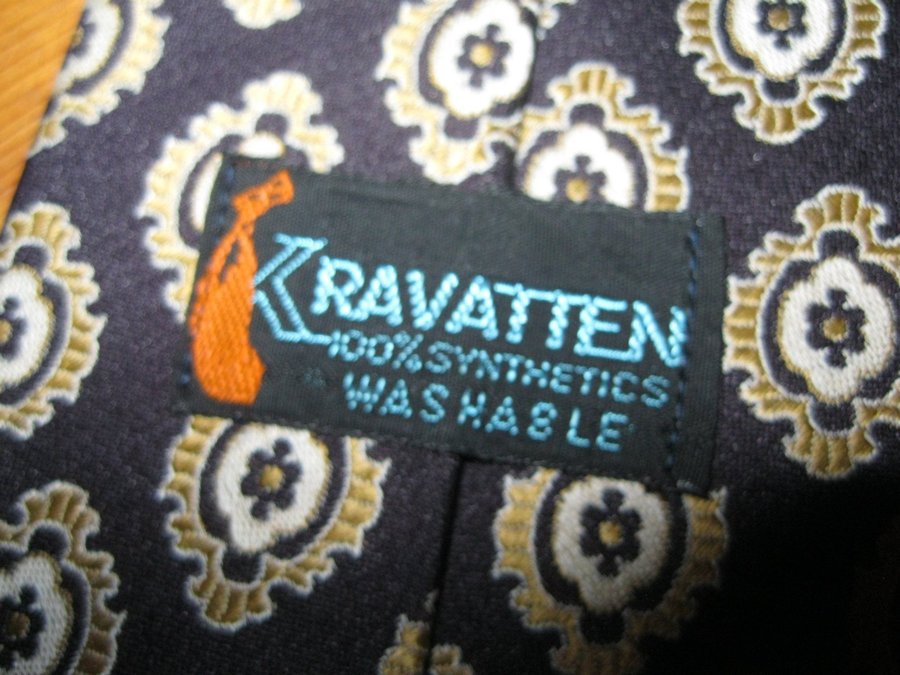 KRAVATTEN
100% SYNTHETICS
WASHABLE